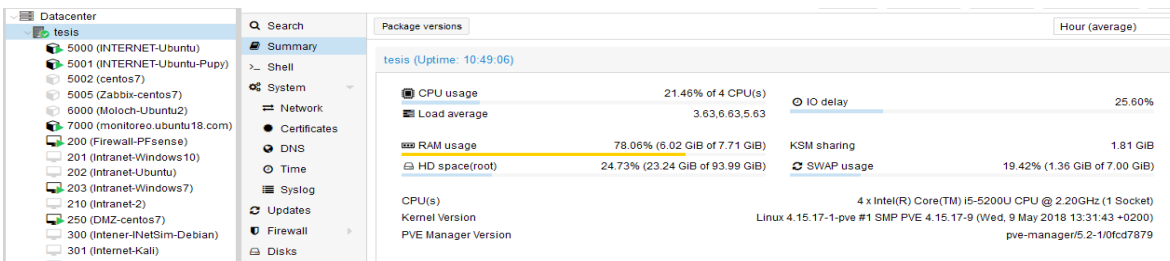 Datacenter
tesis
5000 (INTERNET-Ubuntu)
5001 (INTERNET-Ubuntu-Pupy)
5002 (centos7)
5005 (Zabbix-centos7)
6000 (Moloch-Ubuntu2)
7000 (monitoreo.ubuntu18.com)
200 (Firewall-PFsense)
201 (Intranet-Windows10)
202 (Intranet-Ubuntu)
203 (Intranet-Windows7)
210 (Intranet-2)
250 (DMZ-centos7)
300 (Intener-INetSim-Debian)
301 (Internet-Kali)
Search
Summary
Shell
System
Network
Certificates
DNS
Time
Syslog
Updates
Firewall
Disks
Package versions
Hour (average)
tesis (Uptime: 10:49:06)
CPU usage 21.46% of 4 CPU(s)
Load average 3.63,6.63,5.63
IO delay 25.60%
RAM usage 78.06% (6.02 GiB of 7.71 GiB)
HD space(root) 24.73% (23.24 GiB of 93.99 GiB)
KSM sharing 1.81 GiB
SWAP usage 19.42% (1.36 GiB of 7.00 GiB)
CPU(s) 4 x Intel(R) Core(TM) i5-5200U CPU @ 2.20GHz (1 Socket)
Kernel Version Linux 4.15.17-1-pve #1 SMP PVE 4.15.17-9 (Wed, 9 May 2018 13:31:43 +0200)
PVE Manager Version pve-manager/5.2-1/0fcd7879